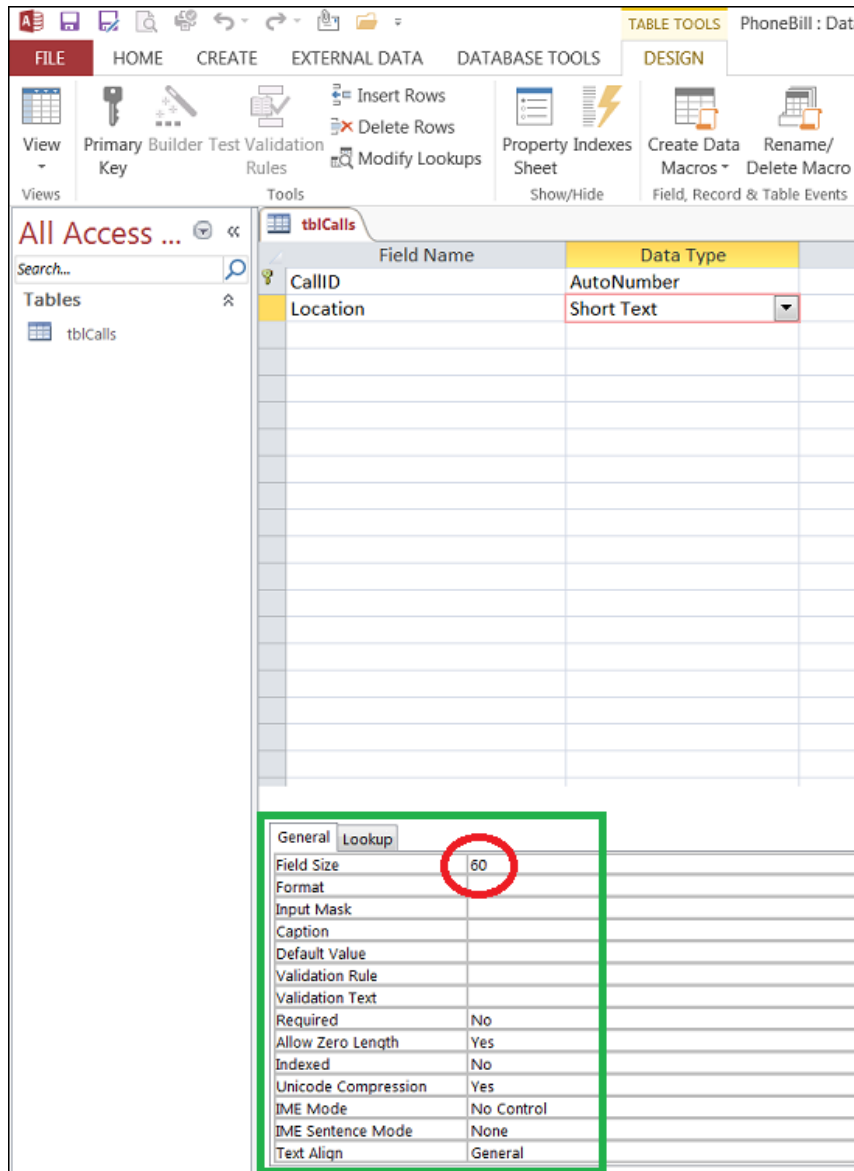 TABLE TOOLS PhoneBill : Dat
FILE HOME CREATE EXTERNAL DATA DATABASE TOOLS DESIGN
View
Primary Key
Builder
Test Validation Rules
Insert Rows
Delete Rows
Modify Lookups
Property Sheet
Indexes
Create Data Macros
Rename/ Delete Macro
Views Tools Show/Hide Field, Record & Table Events
All Access ... «
Search...
Tables
tblCalls
tblCalls
Field Name Data Type
CallID AutoNumber
Location Short Text
General Lookup
Field Size 60
Format
Input Mask
Caption
Default Value
Validation Rule
Validation Text
Required No
Allow Zero Length Yes
Indexed No
Unicode Compression Yes
IME Mode No Control
IME Sentence Mode None
Text Align General